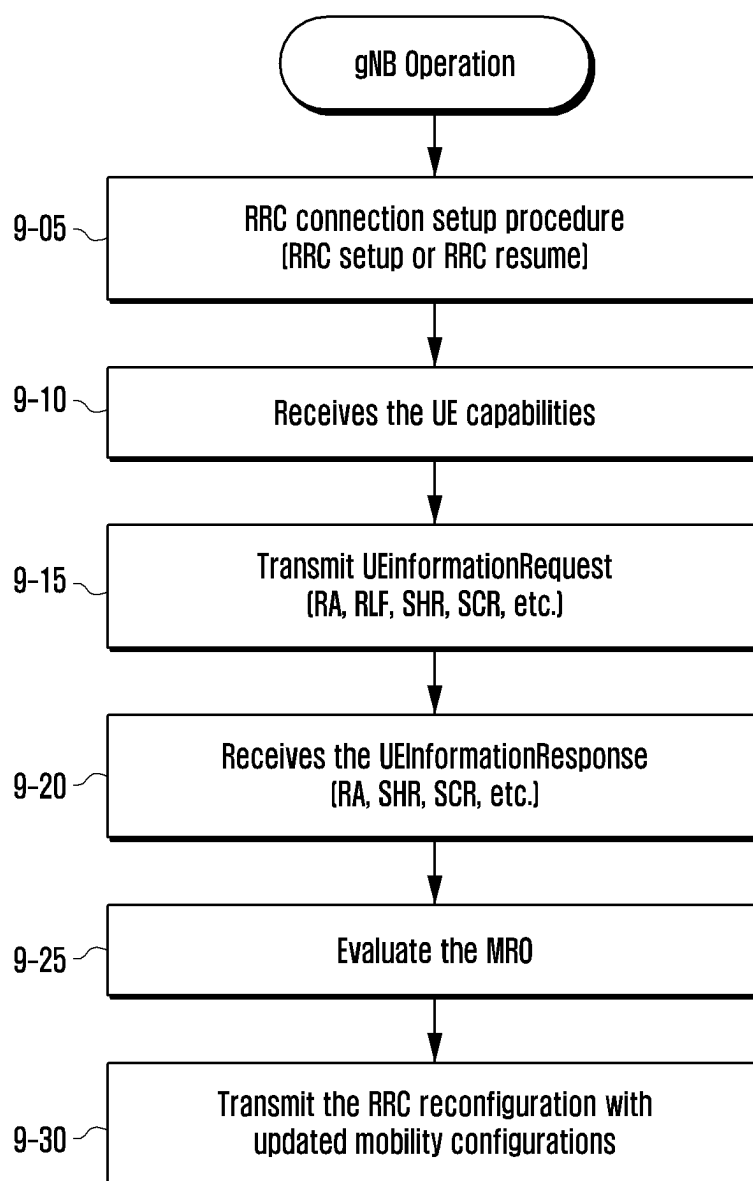 gNB Operation
9-05
RRC connection setup procedure
(RRC setup or RRC resume)
9-10
Receives the UE capabilities
9-15
Transmit UEinformationRequest
(RA, RLF, SHR, SCR, etc.)
9-20
Receives the UEInformationResponse
(RA, SHR, SCR, etc.)
9-25
Evaluate the MRO
9-30
Transmit the RRC reconfiguration with
updated mobility configurations